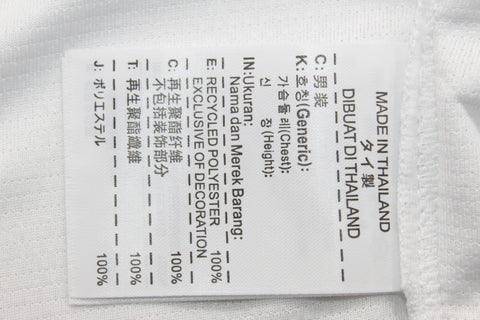 MADE IN THAILAND
タイ製
DIBUAT DI THAILAND
C: 男装
K: 호칭(Generic):
가슴둘레(Chest):
신 장(Height):
IN:Ukuran:
Nama dan Merek Barang:
E: RECYCLED POLYESTER 100%
EXCLUSIVE OF DECORATION
C: 再生聚酯纤维 100%
不包括装饰部分
T: 再生聚酯纖維 100%
J: ポリエステル 100%